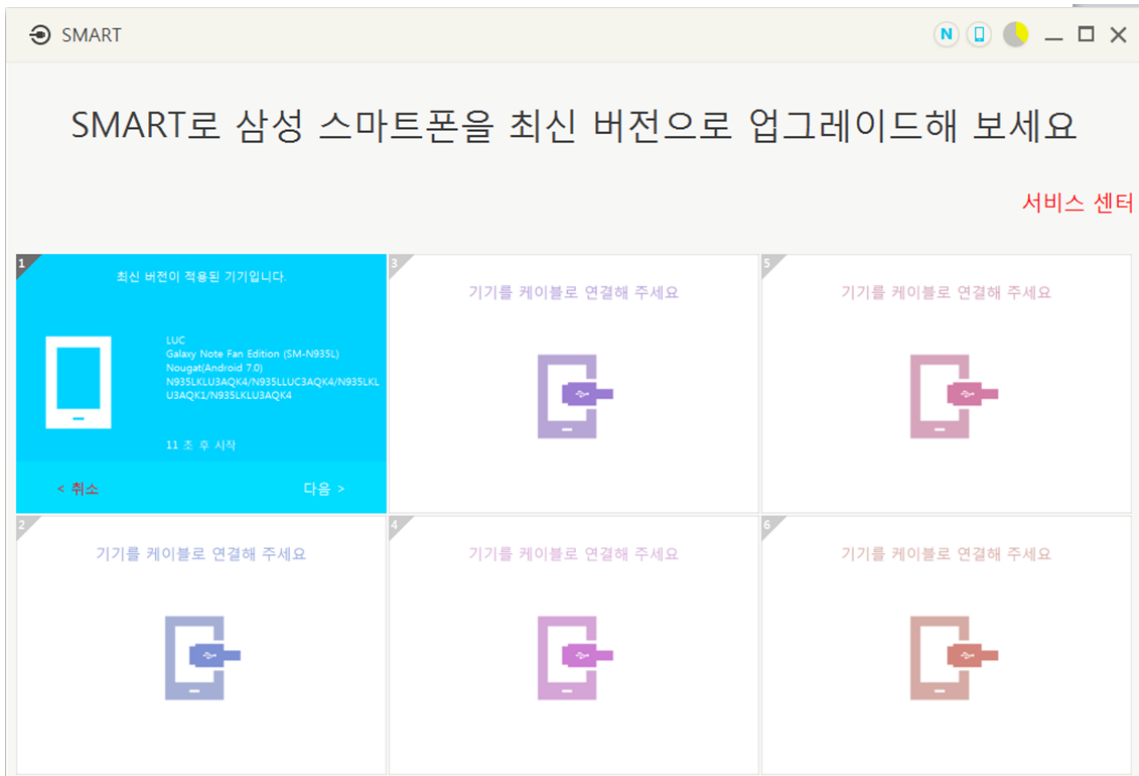 SMART
N
SMART로 삼성 스마트폰을 최신 버전으로 업그레이드해 보세요
서비스 센터
1
최신 버전이 적용된 기기입니다.
LUC
Galaxy Note Fan Edition (SM-N935L)
Nougat(Android 7.0)
N935LKLU3AQK4/N935LLUC3AQK4/N935LKL
U3AQK1/N935LKLU3AQK4
11 초 후 시작
< 취소
다음 >
3
기기를 케이블로 연결해 주세요
5
기기를 케이블로 연결해 주세요
2
기기를 케이블로 연결해 주세요
4
기기를 케이블로 연결해 주세요
6
기기를 케이블로 연결해 주세요